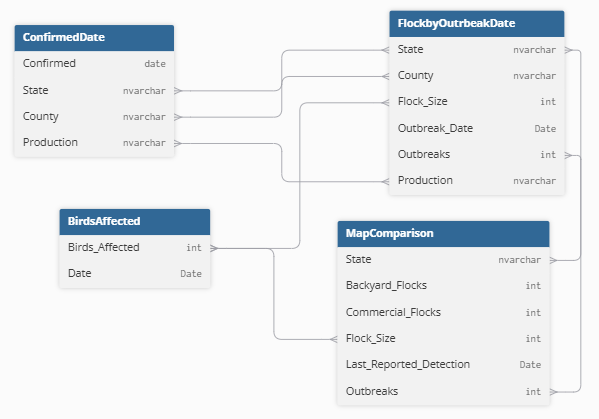 ConfirmedDate
Confirmed date
State nvarchar
County nvarchar
Production nvarchar
FlockbyOutrbeakDate
State nvarchar
County nvarchar
Flock_Size int
Outbreak_Date Date
Outbreaks int
Production nvarchar
BirdsAffected
Birds_Affected int
Date Date
MapComparison
State nvarchar
Backyard_Flocks int
Commercial_Flocks int
Flock_Size int
Last_Reported_Detection Date
Outbreaks int